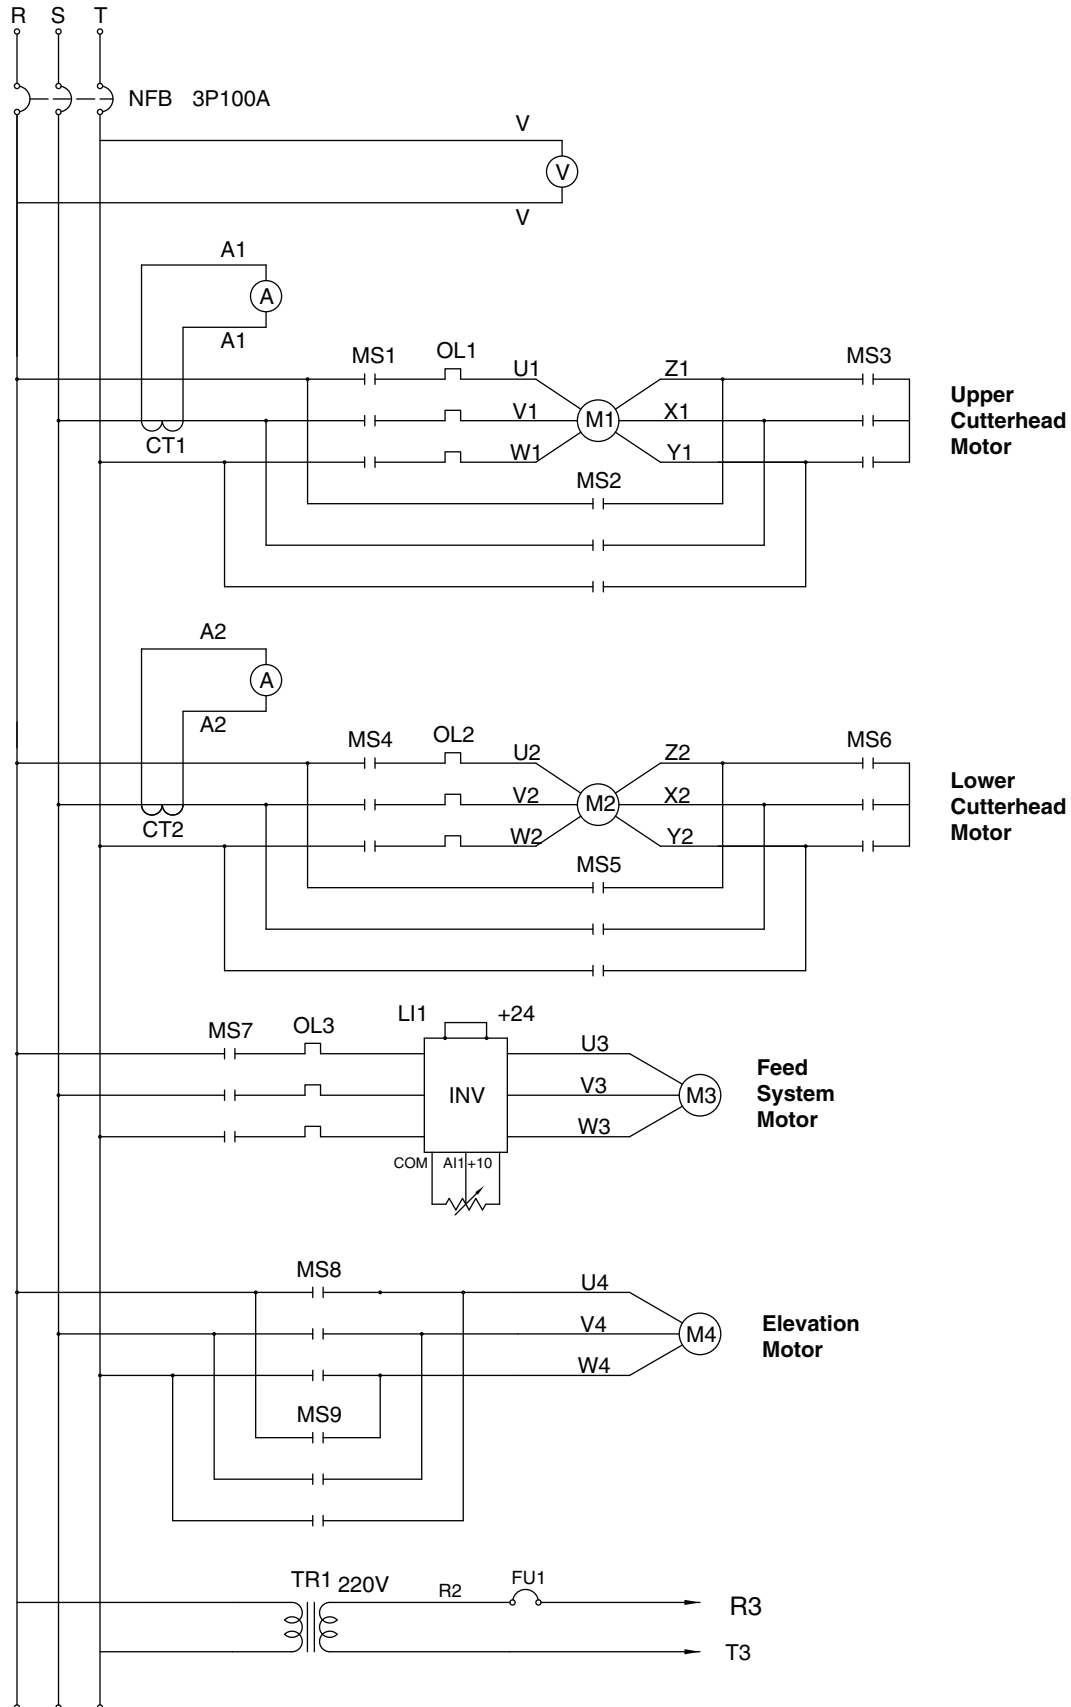 R S T
NFB 3P100A
V
V
V
A1
A
A1
MS1 OL1 U1 Z1 MS3
V1 M1 X1
CT1
W1 Y1
MS2
Upper
Cutterhead
Motor
A2
A
A2
MS4 OL2 U2 Z2 MS6
V2 M2 X2
CT2
W2 Y2
MS5
Lower
Cutterhead
Motor
LI1 +24
MS7 OL3 U3
INV V3 M3
W3
COM AI1 +10
Feed
System
Motor
MS8 U4
V4 M4
W4
MS9
Elevation
Motor
TR1 220V R2 FU1
R3
T3